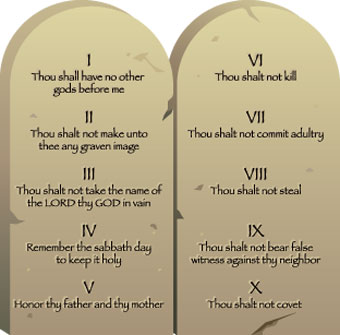 I
Thou shall have no other
gods before me
II
Thou shalt not make unto
thee any graven image
III
Thou shalt not take the name of
the LORD thy GOD in vain
IV
Remember the sabbath day
to keep it holy
V
Honor thy father and thy mother
VI
Thou shalt not kill
VII
Thou shalt not commit adultry
VIII
Thou shalt not steal
IX
Thou shalt not bear false
witness against thy neighbor
X
Thou shalt not covet